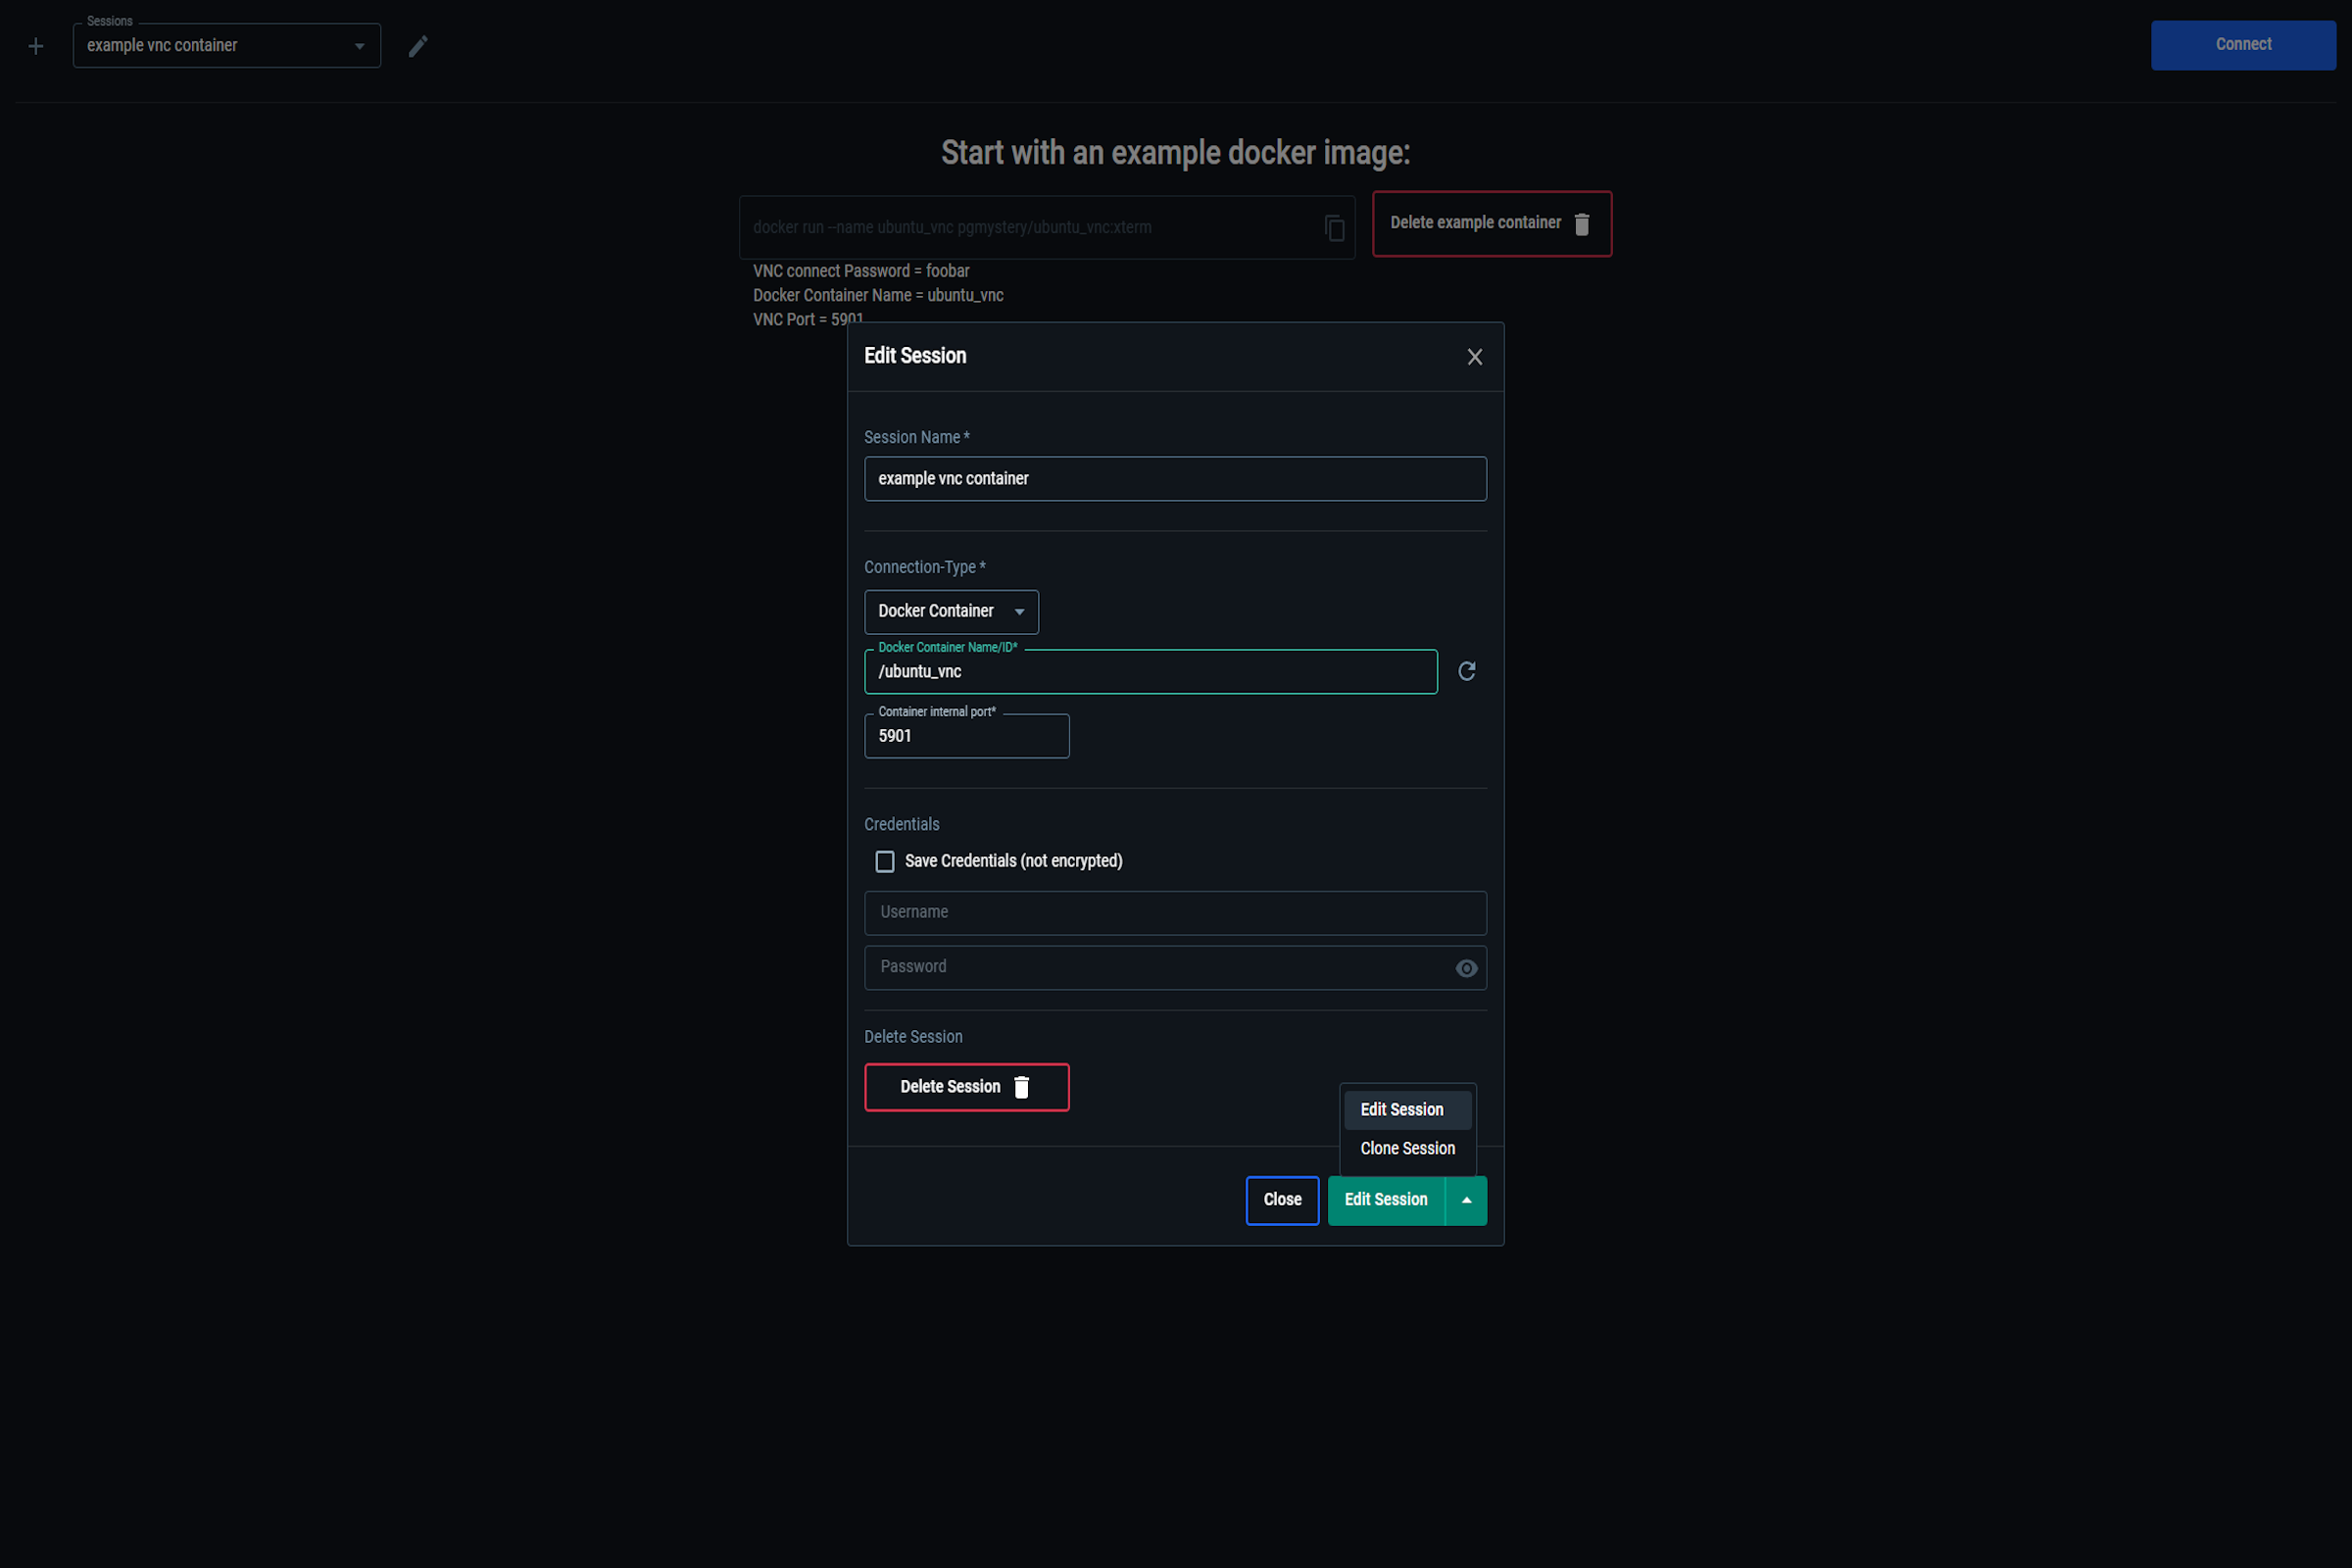 Sessions
example vnc container
Connect
Start with an example docker image:
docker run --name ubuntu_vnc pgmystery/ubuntu_vnc:xterm
Delete example container
VNC connect Password = foobar
Docker Container Name = ubuntu_vnc
VNC Port = 5901
Edit Session
Session Name *
example vnc container
Connection-Type *
Docker Container
Docker Container Name/ID*
/ubuntu_vnc
Container internal port*
5901
Credentials
Save Credentials (not encrypted)
Username
Password
Delete Session
Delete Session
Edit Session
Clone Session
Close
Edit Session